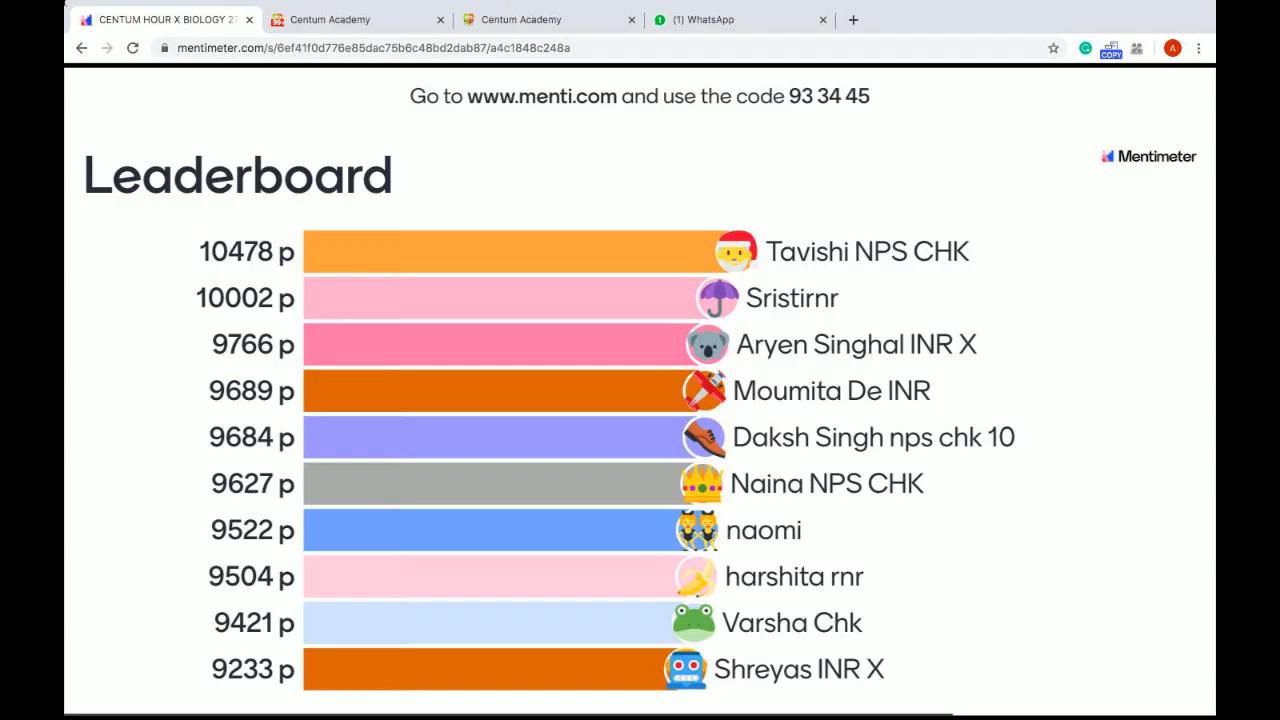 CENTUM HOUR X BIOLOGY 27
Centum Academy
Centum Academy
(1) WhatsApp
mentimeter.com/s/6ef41f0d776e85dac75b6c48bd2dab87/a4c1848c248a
COPY
A
Go to www.menti.com and use the code 93 34 45
Mentimeter
Leaderboard
10478 p Tavishi NPS CHK
10002 p Sristirnr
9766 p Aryen Singhal INR X
9689 p Moumita De INR
9684 p Daksh Singh nps chk 10
9627 p Naina NPS CHK
9522 p naomi
9504 p harshita rnr
9421 p Varsha Chk
9233 p Shreyas INR X